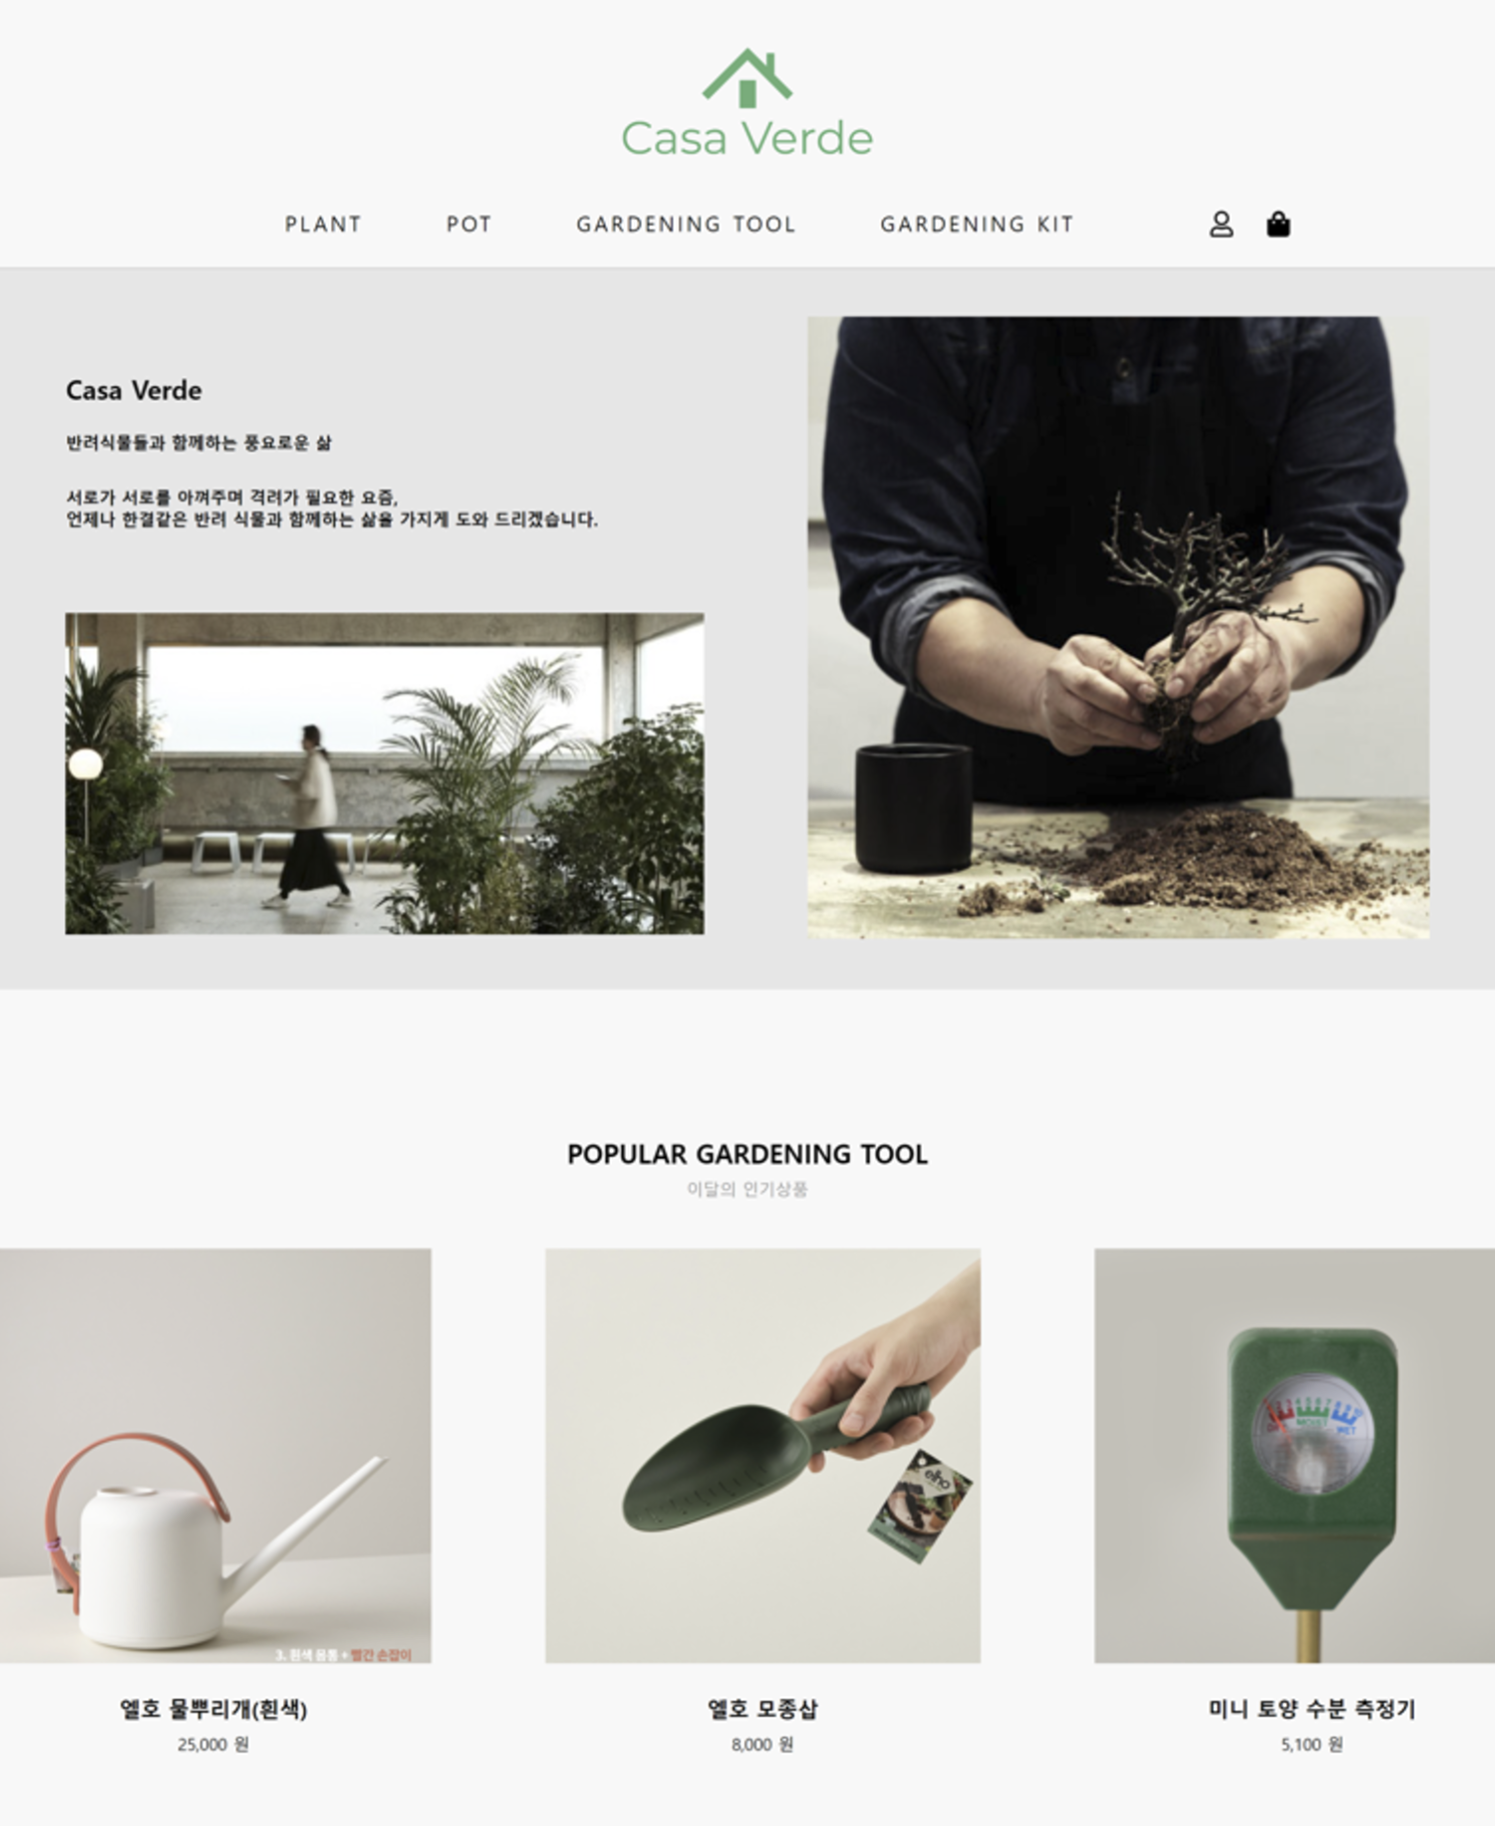 Casa Verde
PLANT POT GARDENING TOOL GARDENING KIT
Casa Verde
반려식물들과 함께하는 풍요로운 삶
서로가 서로를 아껴주며 격려가 필요한 요즘,
언제나 한결같은 반려 식물과 함께하는 삶을 가지게 도와 드리겠습니다.
POPULAR GARDENING TOOL
이달의 인기상품
3. 흰색 몸통 + 빨간 손잡이
elho
MOIST
WET
엘호 물뿌리개(흰색)
25,000 원
엘호 모종삽
8,000 원
미니 토양 수분 측정기
5,100 원